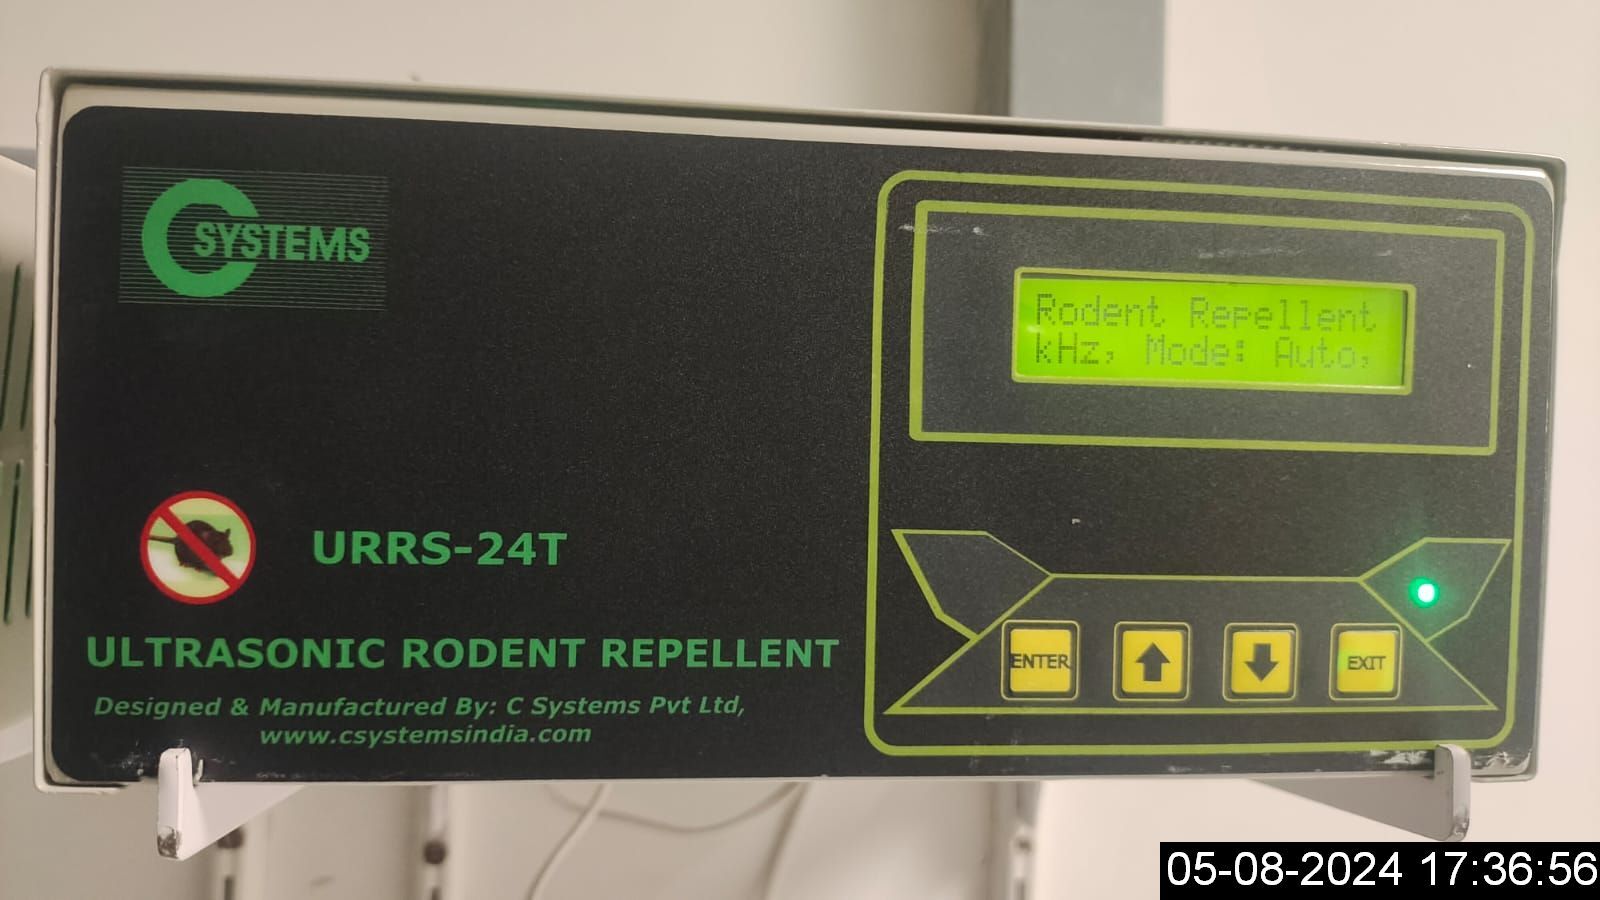 C SYSTEMS
Rodent Repellent
kHz, Mode: Auto,
URRS-24T
ULTRASONIC RODENT REPELLENT
Designed & Manufactured By: C Systems Pvt Ltd,
www.csystemsindia.com
ENTER
EXIT
05-08-2024 17:36:56